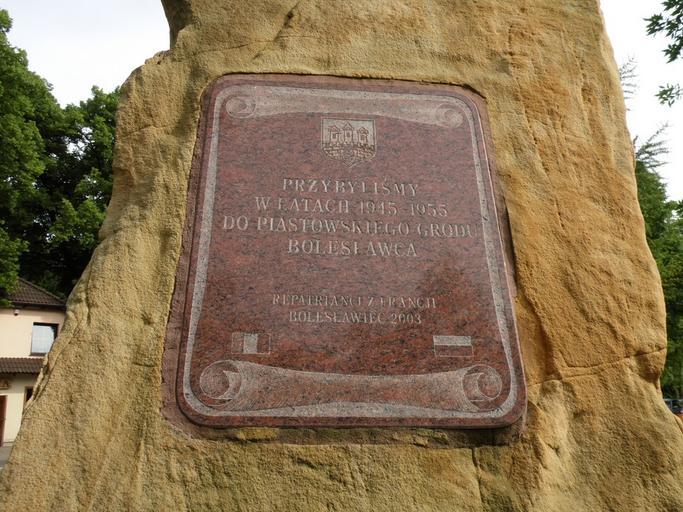 PRZYBYLIŚMY
W LATACH 1945-1955
DO PIASTOWSKIEGO GRODU
BOLESŁAWCA
REPATRIANCI Z FRANCJI
BOLESŁAWIEC 2003